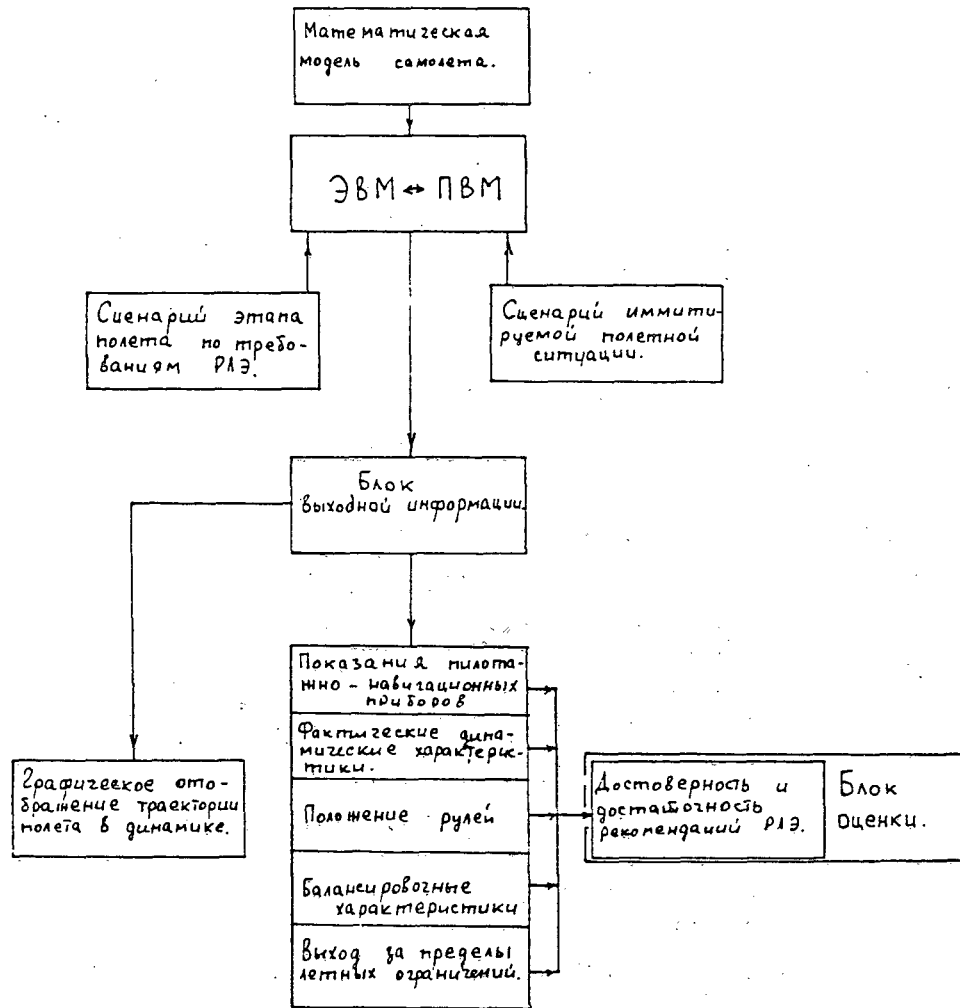 Математическая
модель самолета.
ЭВМ ↔ ПВМ
Сценарий этапа
полета по требо-
ваниям РЛЭ.
Сценарий иммити-
руемой полетной
ситуации.
Блок
выходной информации.
Показания пилота-
жно - навигационных
приборов
Фактические дина-
мические характерис-
тики.
Положение рулей
Балансировочные
характеристики
Выход за пределы
летных ограничений.
Графическое ото-
бражение траектории
полета в динамике.
Достоверность и
достаточность
рекомендаций РЛЭ.
Блок
оценки.